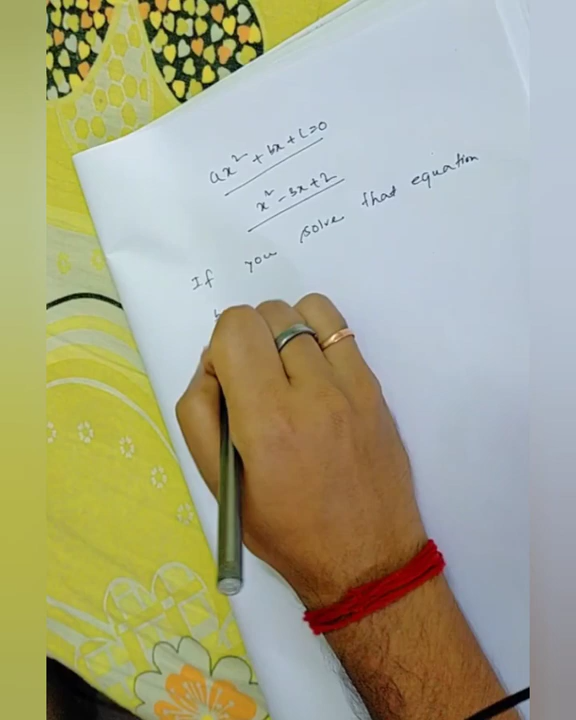 ax² + bx + c = 0
x² - 3x + 2
If you solve that equation